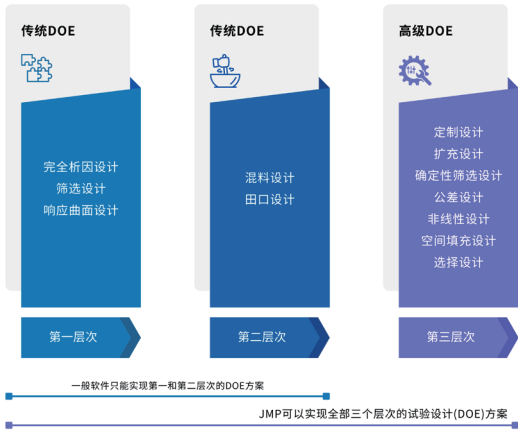 传统DOE
完全析因设计
筛选设计
响应曲面设计
第一层次
传统DOE
混料设计
田口设计
第二层次
高级DOE
定制设计
扩充设计
确定性筛选设计
公差设计
非线性设计
空间填充设计
选择设计
第三层次
一般软件只能实现第一和第二层次的DOE方案
JMP可以实现全部三个层次的试验设计(DOE)方案